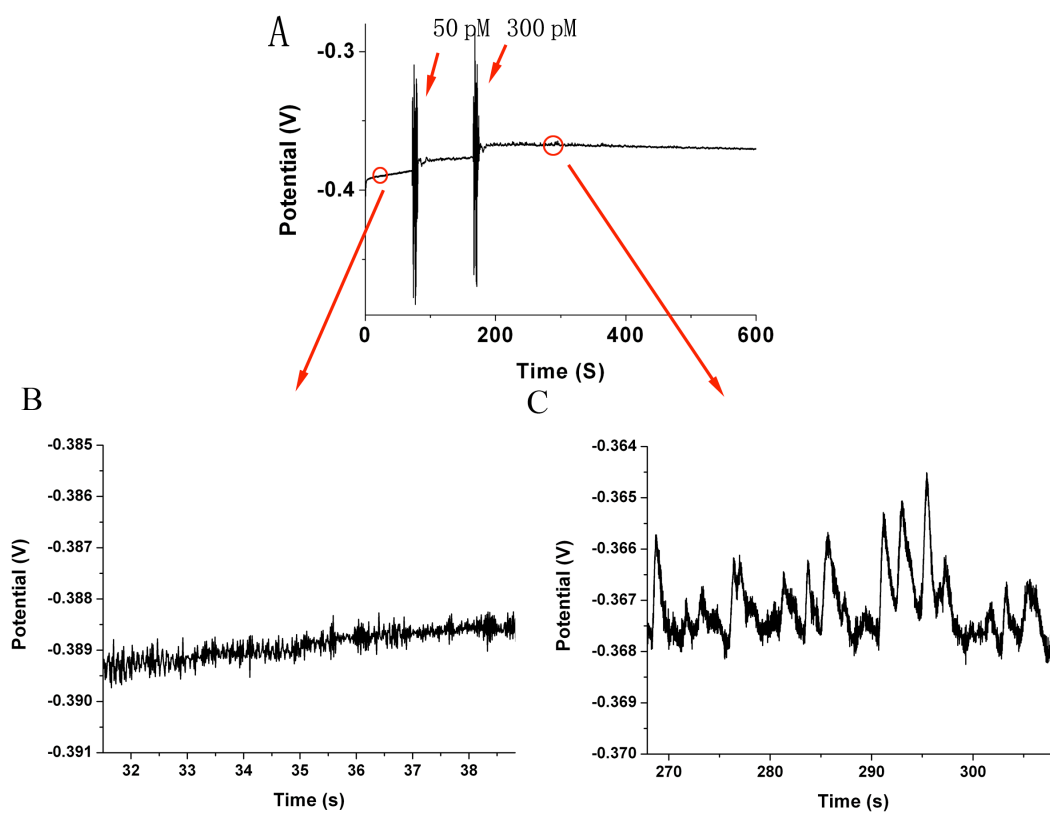 A
50 pM 300 pM
-0.3
-0.4
Potential (V)
0 200 400 600
Time (S)
B
-0.385
-0.386
-0.387
-0.388
-0.389
-0.390
-0.391
Potential (V)
32 33 34 35 36 37 38
Time (s)
C
-0.364
-0.365
-0.366
-0.367
-0.368
-0.369
-0.370
Potential (V)
270 280 290 300
Time (s)